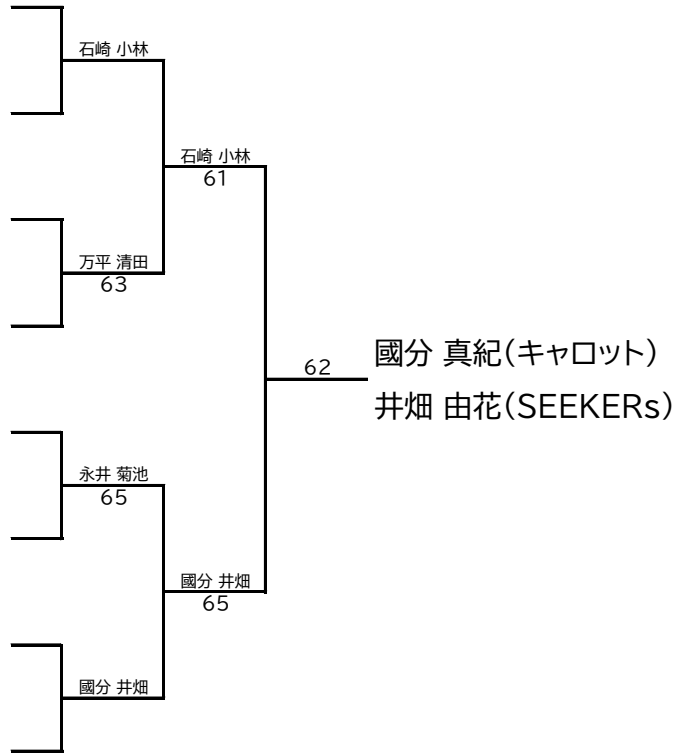 石崎 小林
石崎 小林
61
万平 清田
63
62
國分 真紀(キャロット)
井畑 由花(SEEKERs)
永井 菊池
65
國分 井畑
65
國分 井畑